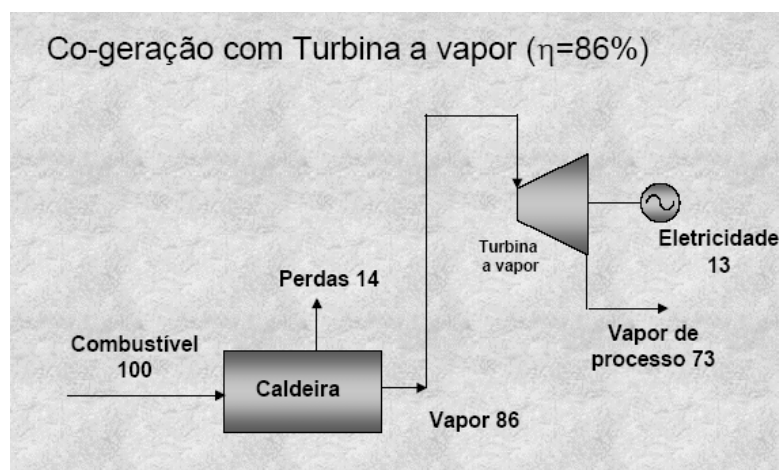 Co-geração com Turbina a vapor (η=86%)
Turbina
a vapor
Eletricidade
13
Perdas 14
Vapor de
processo 73
Combustível
100
Caldeira
Vapor 86